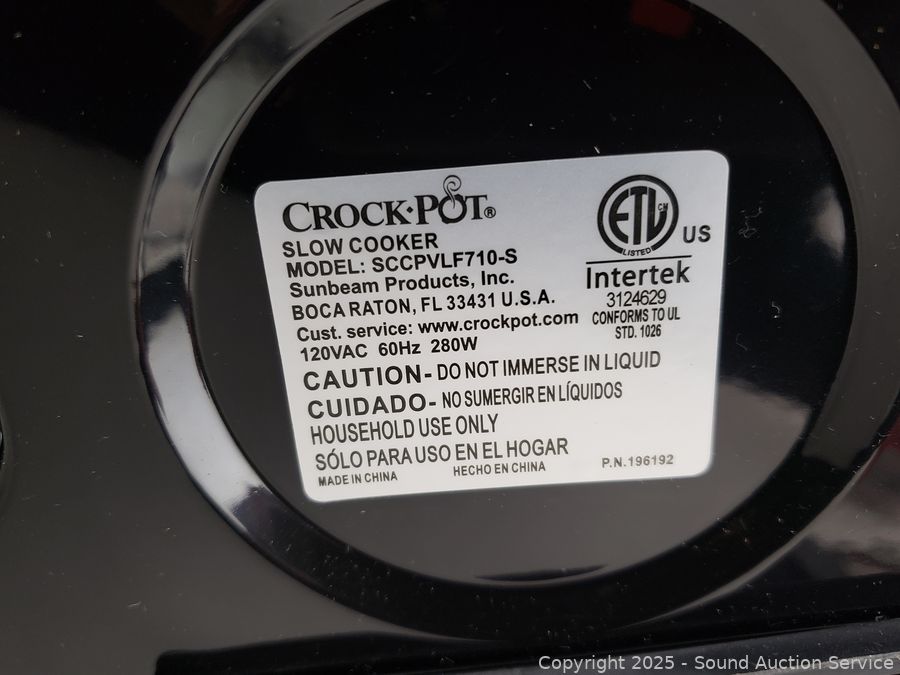 CROCK·POT®
SLOW COOKER
MODEL: SCCPVLF710-S
Sunbeam Products, Inc.
BOCA RATON, FL 33431 U.S.A.
Cust. service: www.crockpot.com
120VAC 60Hz 280W
ETL CM
LISTED
US
Intertek
3124629
CONFORMS TO UL
STD. 1026
CAUTION- DO NOT IMMERSE IN LIQUID
CUIDADO- NO SUMERGIR EN LÍQUIDOS
HOUSEHOLD USE ONLY
SÓLO PARA USO EN EL HOGAR
MADE IN CHINA HECHO EN CHINA P.N.196192
Copyright © 2025 - Sound Auction Service